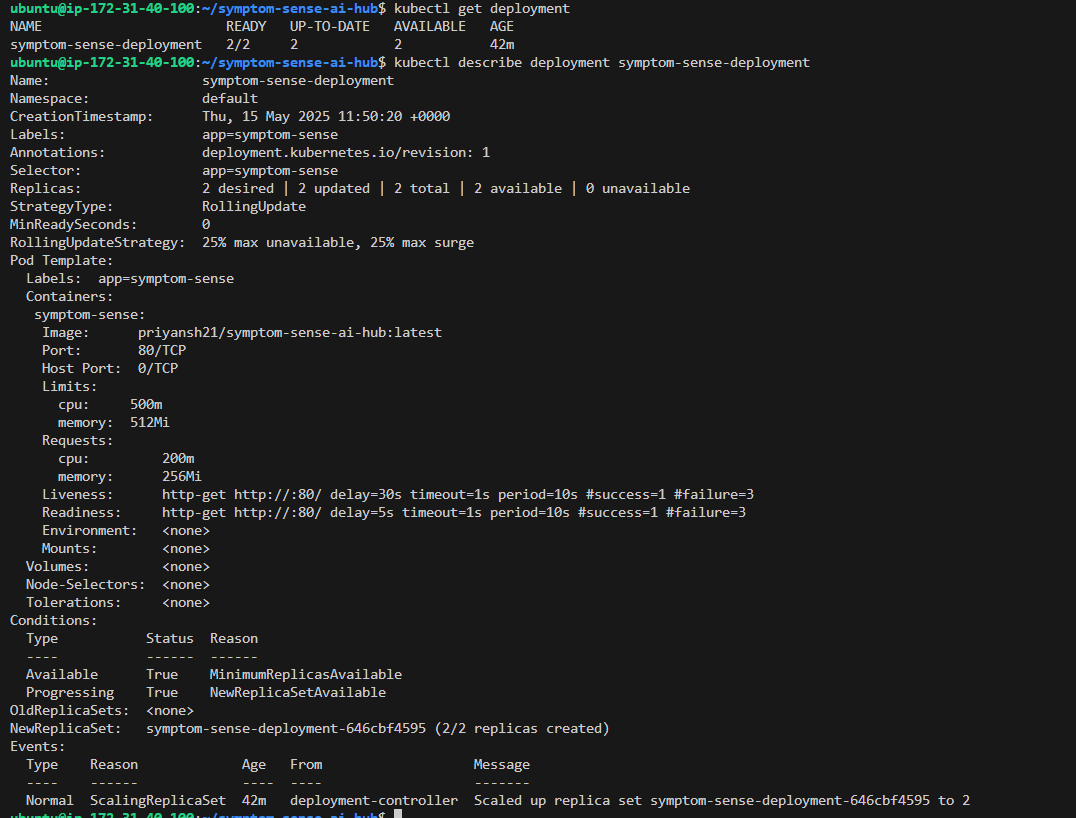 ubuntu@ip-172-31-40-100:~/symptom-sense-ai-hub$ kubectl get deployment
NAME                       READY   UP-TO-DATE   AVAILABLE   AGE
symptom-sense-deployment   2/2     2            2           42m
ubuntu@ip-172-31-40-100:~/symptom-sense-ai-hub$ kubectl describe deployment symptom-sense-deployment
Name:                   symptom-sense-deployment
Namespace:              default
CreationTimestamp:      Thu, 15 May 2025 11:50:20 +0000
Labels:                 app=symptom-sense
Annotations:            deployment.kubernetes.io/revision: 1
Selector:               app=symptom-sense
Replicas:               2 desired | 2 updated | 2 total | 2 available | 0 unavailable
StrategyType:           RollingUpdate
MinReadySeconds:        0
RollingUpdateStrategy:  25% max unavailable, 25% max surge
Pod Template:
  Labels:  app=symptom-sense
  Containers:
   symptom-sense:
    Image:      priyansh21/symptom-sense-ai-hub:latest
    Port:       80/TCP
    Host Port:  0/TCP
    Limits:
      cpu:     500m
      memory:  512Mi
    Requests:
      cpu:         200m
      memory:      256Mi
    Liveness:      http-get http://:80/ delay=30s timeout=1s period=10s #success=1 #failure=3
    Readiness:     http-get http://:80/ delay=5s timeout=1s period=10s #success=1 #failure=3
    Environment:   <none>
    Mounts:        <none>
  Volumes:         <none>
  Node-Selectors:  <none>
  Tolerations:     <none>
Conditions:
  Type           Status  Reason
  ----           ------  ------
  Available      True    MinimumReplicasAvailable
  Progressing    True    NewReplicaSetAvailable
OldReplicaSets:  <none>
NewReplicaSet:   symptom-sense-deployment-646cbf4595 (2/2 replicas created)
Events:
  Type    Reason             Age   From                   Message
  ----    ------             ----  ----                   -------
  Normal  ScalingReplicaSet  42m   deployment-controller  Scaled up replica set symptom-sense-deployment-646cbf4595 to 2
ubuntu@ip-172-31-40-100:~/symptom-sense-ai-hub$